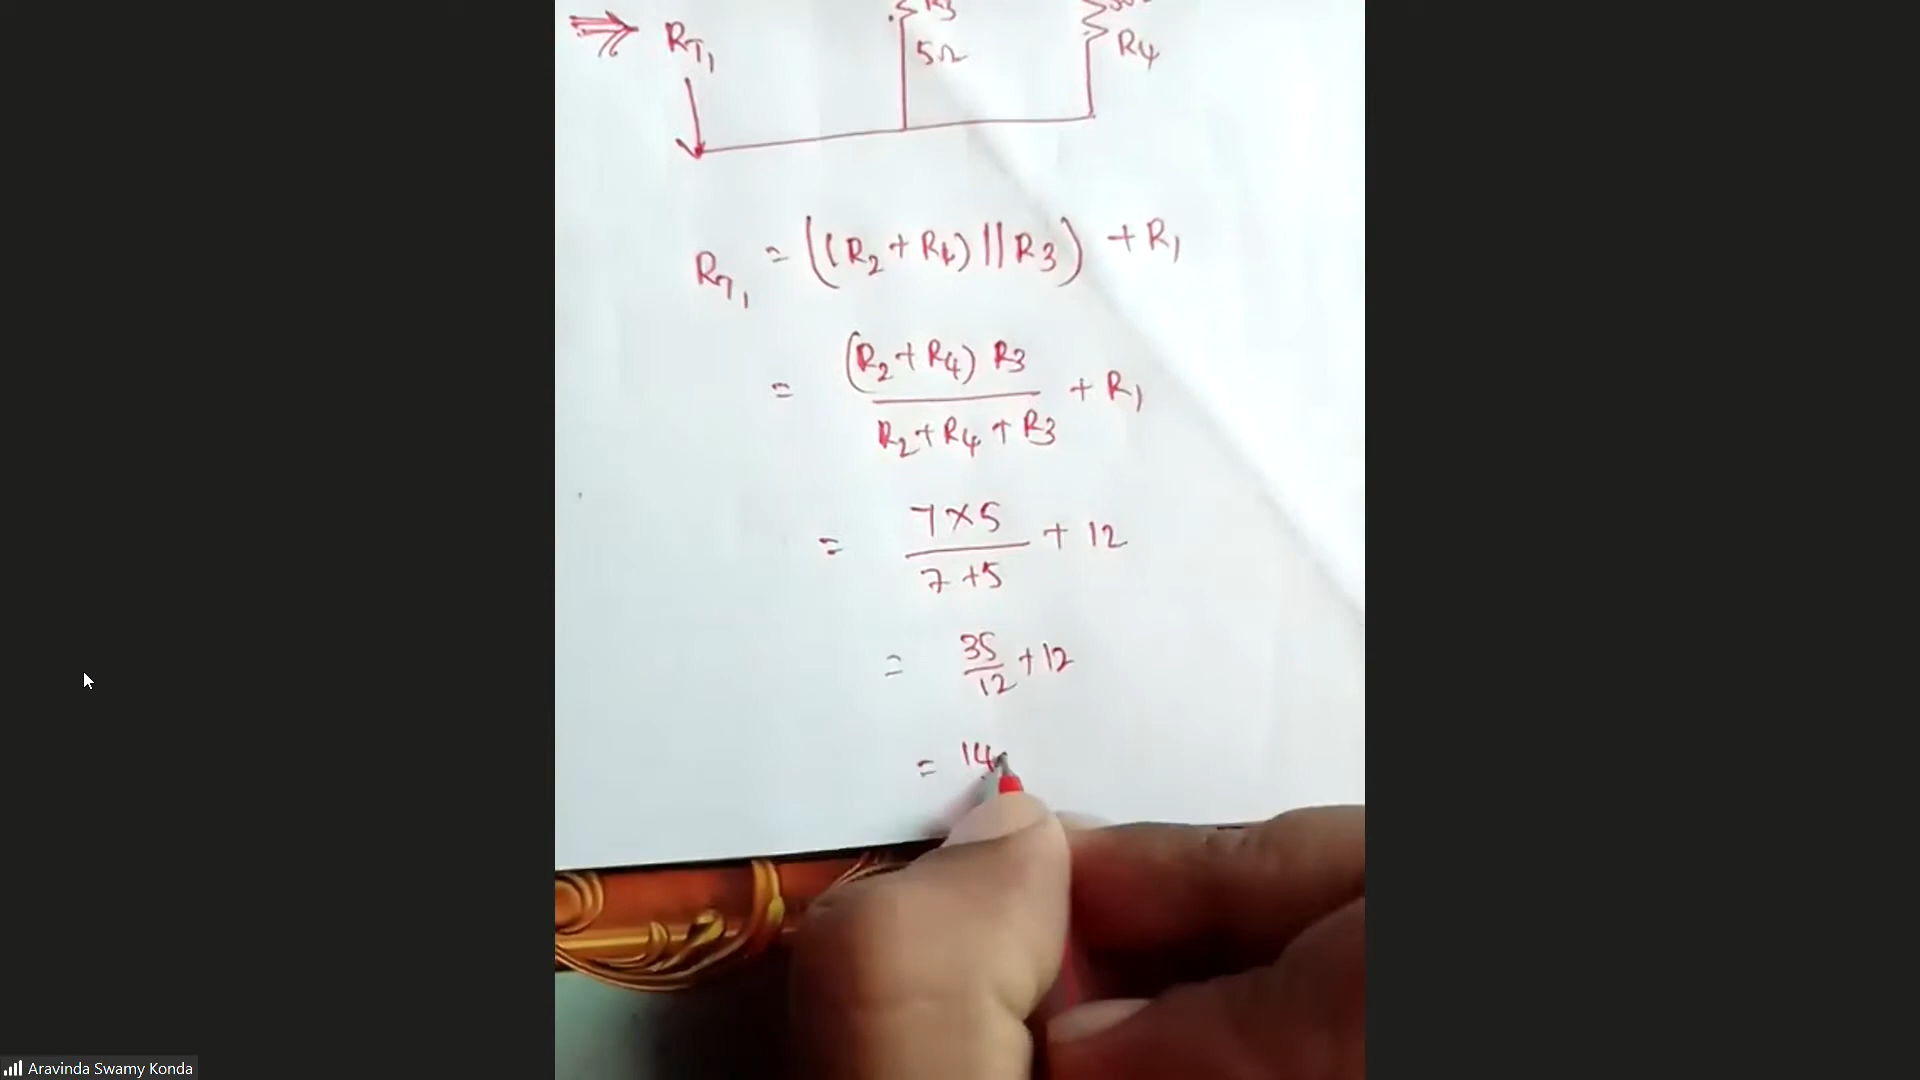 R3
RT1
5Ω
R4
RT1 = ((R2 + R4) || R3) + R1
= (R2 + R4) R3 / R2 + R4 + R3 + R1
= 7 × 5 / 7 + 5 + 12
= 35 / 12 + 12
= 14
Aravinda Swamy Konda